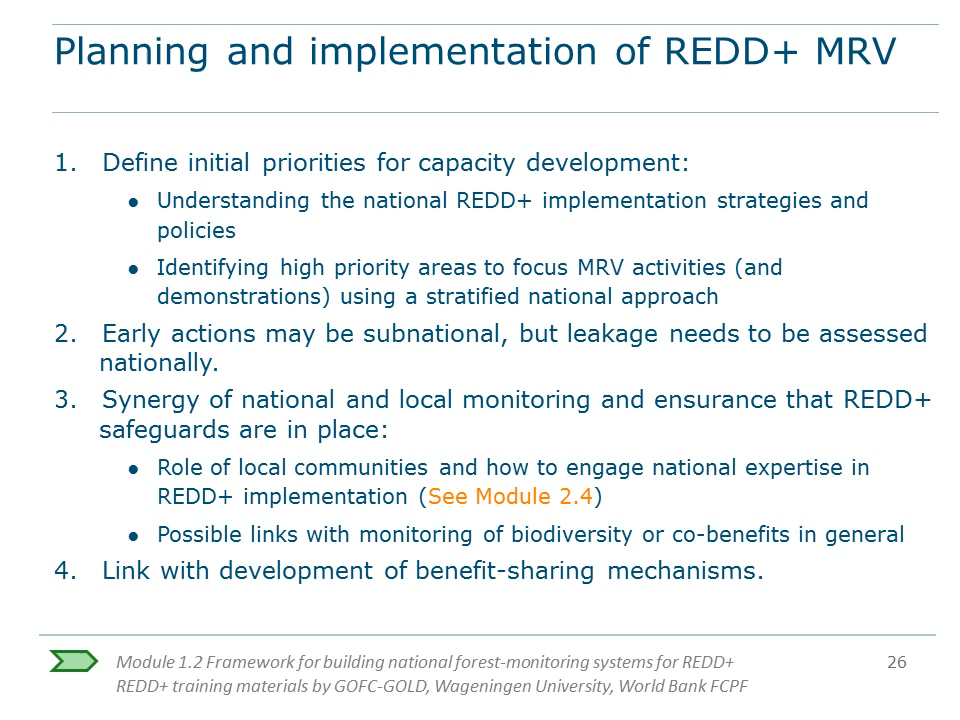 Planning and implementation of REDD+ MRV
1. Define initial priorities for capacity development:
● Understanding the national REDD+ implementation strategies and
policies
● Identifying high priority areas to focus MRV activities (and
demonstrations) using a stratified national approach
2. Early actions may be subnational, but leakage needs to be assessed
nationally.
3. Synergy of national and local monitoring and ensurance that REDD+
safeguards are in place:
● Role of local communities and how to engage national expertise in
REDD+ implementation (See Module 2.4)
● Possible links with monitoring of biodiversity or co-benefits in general
4. Link with development of benefit-sharing mechanisms.
Module 1.2 Framework for building national forest-monitoring systems for REDD+
REDD+ training materials by GOFC-GOLD, Wageningen University, World Bank FCPF
26